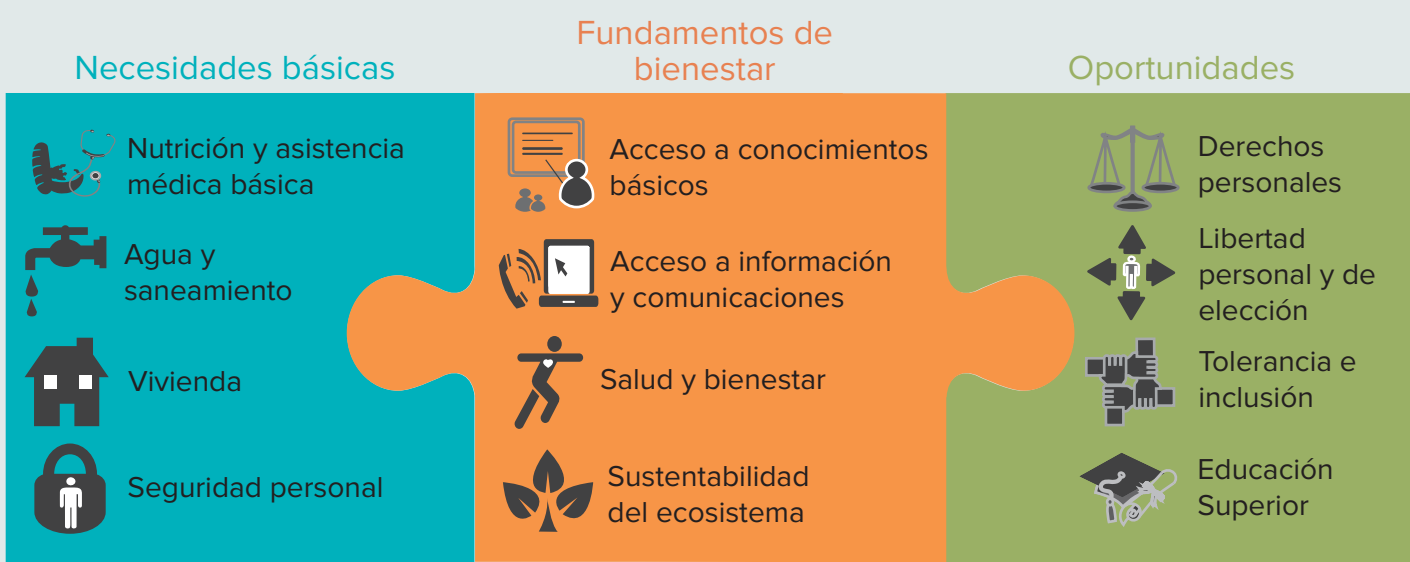 Necesidades básicas
Nutrición y asistencia
médica básica
Agua y
saneamiento
Vivienda
Seguridad personal
Fundamentos de
bienestar
Acceso a conocimientos
básicos
Acceso a información
y comunicaciones
Salud y bienestar
Sustentabilidad
del ecosistema
Oportunidades
Derechos
personales
Libertad
personal y de
elección
Tolerancia e
inclusión
Educación
Superior